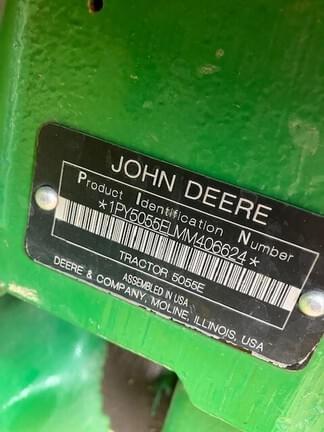 JOHN DEERE
Product Identification Number
*1PY5055ELMM406624*
TRACTOR 5055E
ASSEMBLED IN USA
DEERE & COMPANY, MOLINE, ILLINOIS, USA